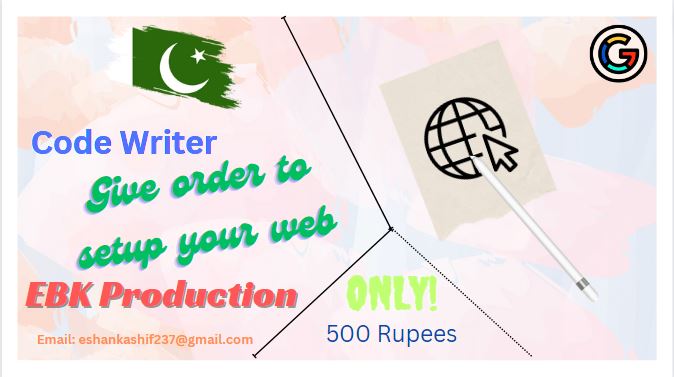 Code Writer
Give order to
setup your web
EBK Production
Email: eshankashif237@gmail.com
ONLY!
500 Rupees
G